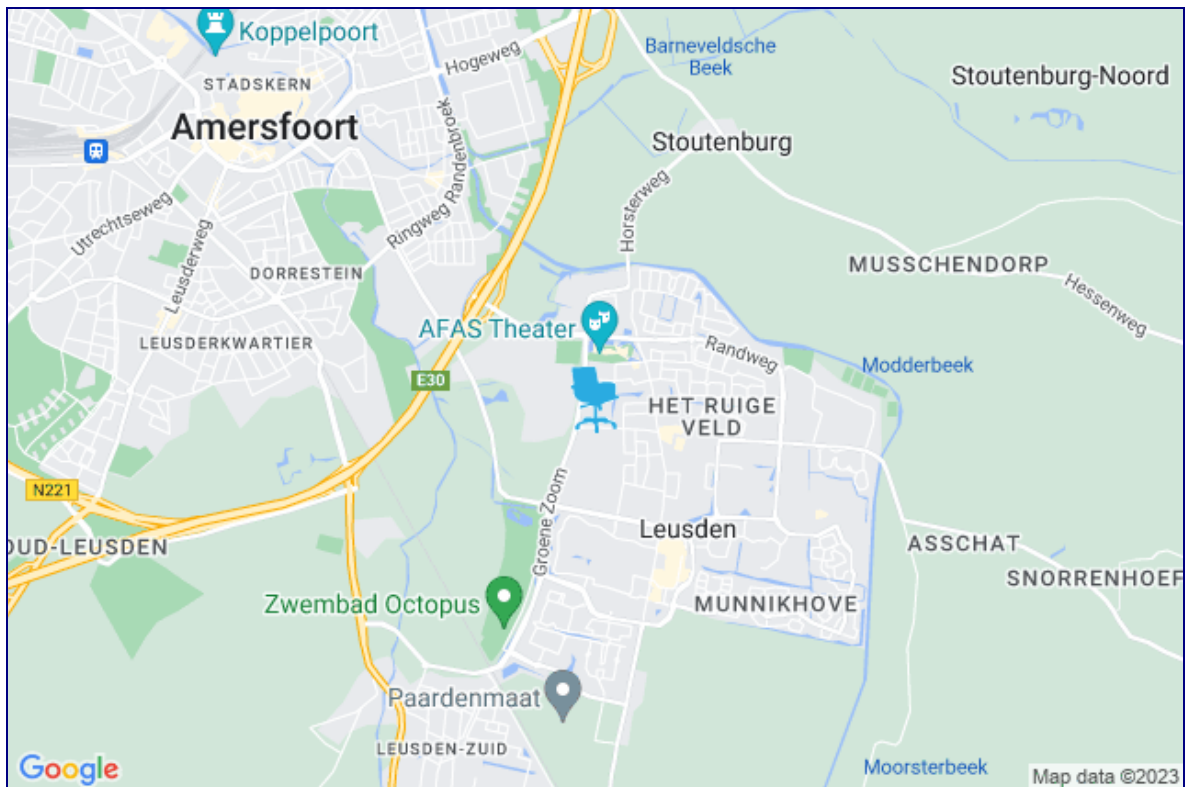 Koppelpoort
Hogeweg
Barneveldsche
Beek
Stoutenburg-Noord
STADSKERN
Amersfoort
Stoutenburg
Ringweg Randenbroek
Utrechtseweg
Leusderweg
Horsterweg
DORREST­EIN
MUSSCHENDORP
Hessenweg
LEUSDERKWARTIER
AFAS Theater
Randweg
Modderbeek
E30
HET RUIGE
VELD
N221
Groene Zoom
Leusden
OUD-LEUSDEN
ASSCHAT
SNORRENHOEF
Zwembad Octopus
MUNNIKHOVE
Paardenmaat
LEUSDEN-ZUID
Moorsterbeek
Google
Map data ©2023